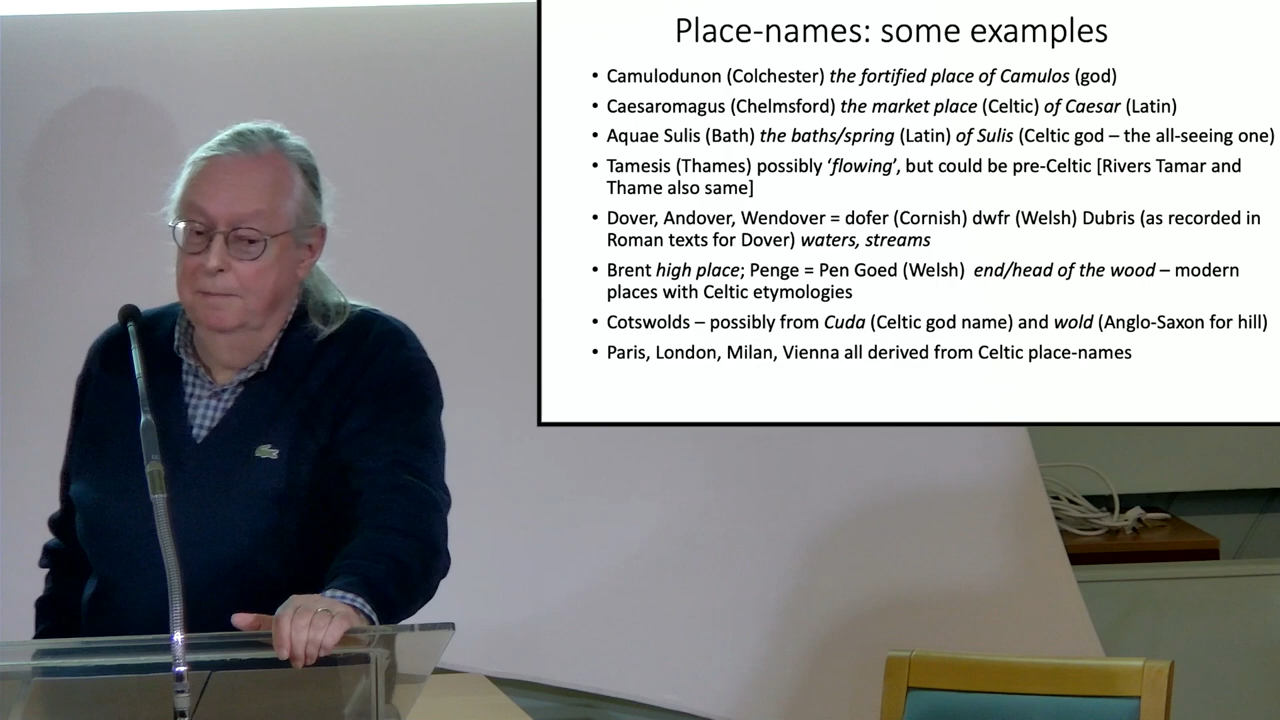 Place-names: some examples
• Camulodunon (Colchester) the fortified place of Camulos (god)
• Caesaromagus (Chelmsford) the market place (Celtic) of Caesar (Latin)
• Aquae Sulis (Bath) the baths/spring (Latin) of Sulis (Celtic god – the all-seeing one)
• Tamesis (Thames) possibly ‘flowing’, but could be pre-Celtic [Rivers Tamar and
Thame also same]
• Dover, Andover, Wendover = dofer (Cornish) dwfr (Welsh) Dubris (as recorded in
Roman texts for Dover) waters, streams
• Brent high place; Penge = Pen Goed (Welsh) end/head of the wood – modern
places with Celtic etymologies
• Cotswolds – possibly from Cuda (Celtic god name) and wold (Anglo-Saxon for hill)
• Paris, London, Milan, Vienna all derived from Celtic place-names